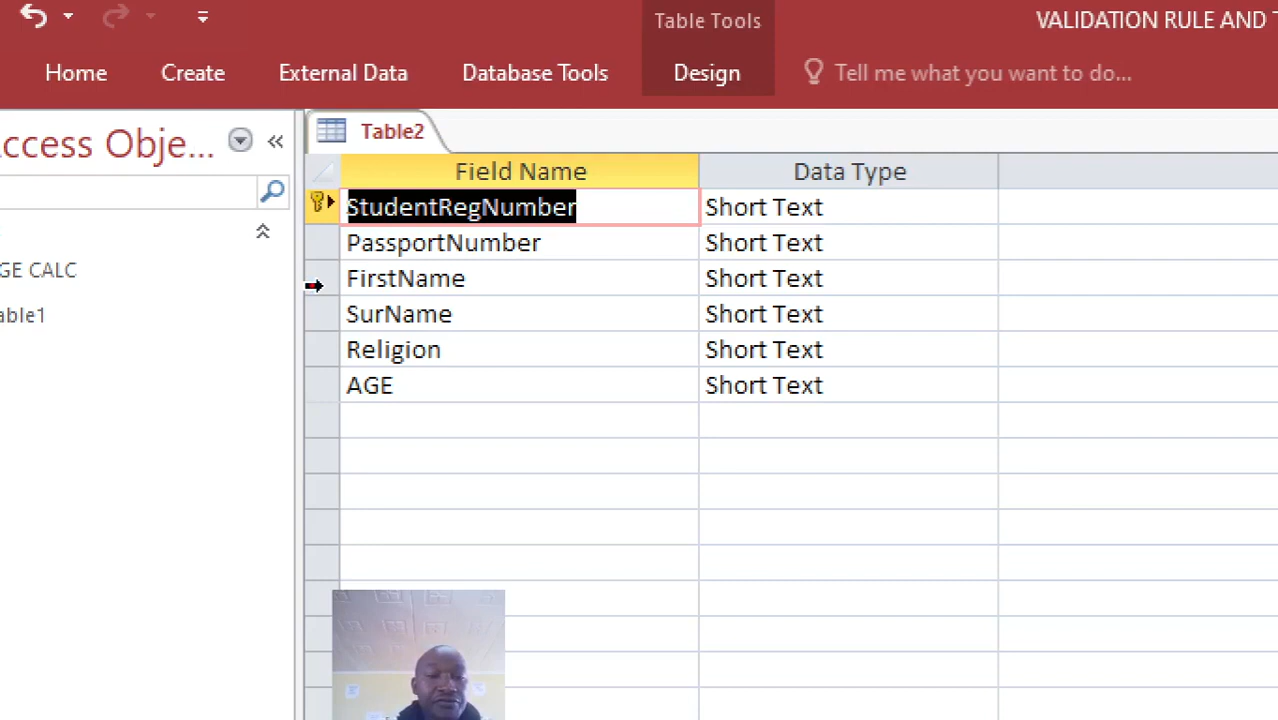 Table Tools
VALIDATION RULE AND
Home Create External Data Database Tools Design Tell me what you want to do...
ccess Obje...
Table2
Field Name Data Type
StudentRegNumber Short Text
PassportNumber Short Text
GE CALC
FirstName Short Text
able1
SurName Short Text
Religion Short Text
AGE Short Text